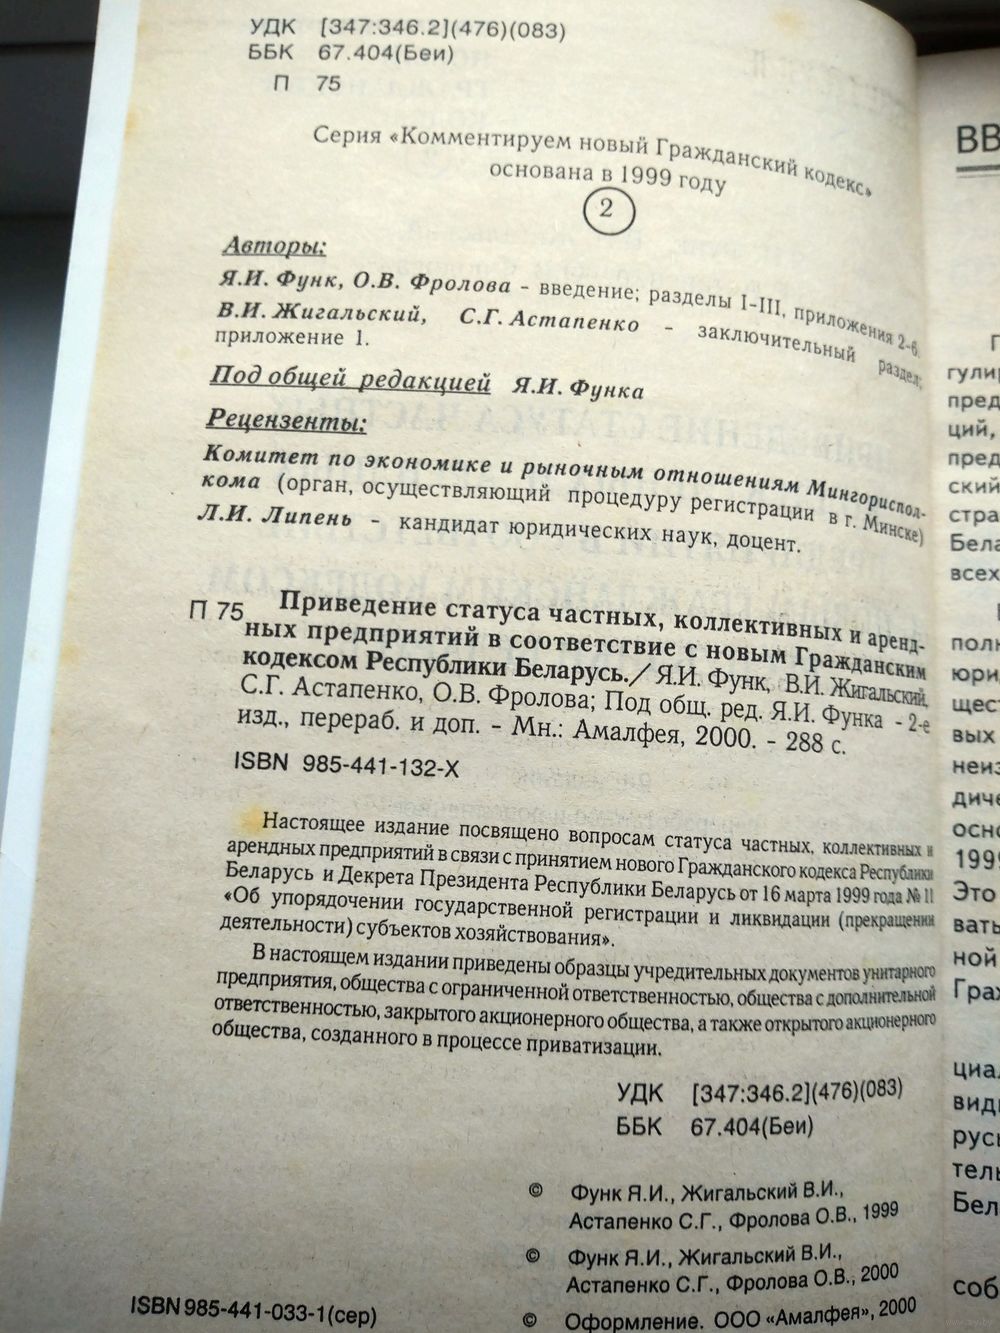 УДК [347:346.2](476)(083)
ББК 67.404(Беи)
П 75
Серия «Комментируем новый Гражданский кодекс»
основана в 1999 году
2
Авторы:
Я.И. Функ, О.В. Фролова - введение; разделы I-III, приложения 2-6;
В.И. Жигальский, С.Г. Астапенко - заключительный раздел;
приложение 1.
Под общей редакцией Я.И. Функа
Рецензенты:
Комитет по экономике и рыночным отношениям Мингорисполкома
(орган, осуществляющий процедуру регистрации в г. Минске)
Л.И. Липень - кандидат юридических наук, доцент.
П 75 Приведение статуса частных, коллективных и аренд-
ных предприятий в соответствие с новым Гражданским
кодексом Республики Беларусь./ Я.И. Функ, В.И. Жигальский,
С.Г. Астапенко, О.В. Фролова; Под общ. ред. Я.И. Функа - 2-е
изд., перераб. и доп. - Мн.: Амалфея, 2000. - 288 с.
ISBN 985-441-132-X
Настоящее издание посвящено вопросам статуса частных, коллективных и
арендных предприятий в связи с принятием нового Гражданского кодекса Республики
Беларусь и Декрета Президента Республики Беларусь от 16 марта 1999 года № 11
«Об упорядочении государственной регистрации и ликвидации (прекращении
деятельности) субъектов хозяйствования».
В настоящем издании приведены образцы учредительных документов унитарного
предприятия, общества с ограниченной ответственностью, общества с дополнительной
ответственностью, закрытого акционерного общества, а также открытого акционерного
общества, созданного в процессе приватизации.
УДК [347:346.2](476)(083)
ББК 67.404(Беи)
© Функ Я.И., Жигальский В.И.,
Астапенко С.Г., Фролова О.В., 1999
© Функ Я.И., Жигальский В.И.,
Астапенко С.Г., Фролова О.В., 2000
ISBN 985-441-033-1(сер)
© Оформление. ООО «Амалфея», 2000